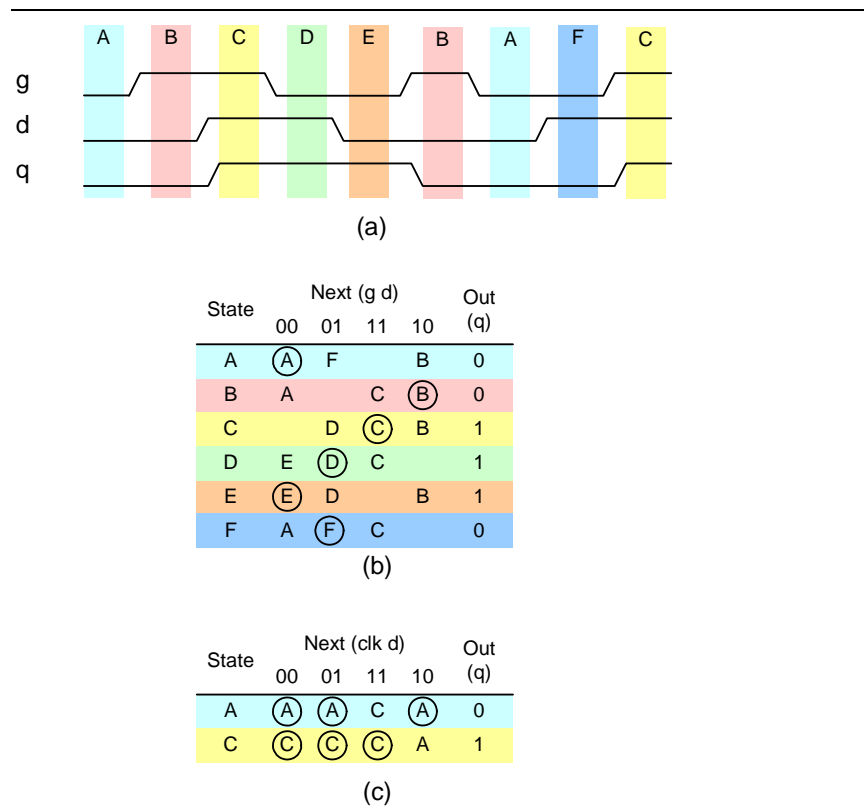 A B C D E B A F C
g
d
q
(a)
Next (g d)
Out
State
(q)
00 01 11 10
A A F B 0
B A C B 0
C D C B 1
D E D C 1
E E D B 1
F A F C 0
(b)
Next (clk d)
Out
State
(q)
00 01 11 10
A A A C A 0
C C C C A 1
(c)